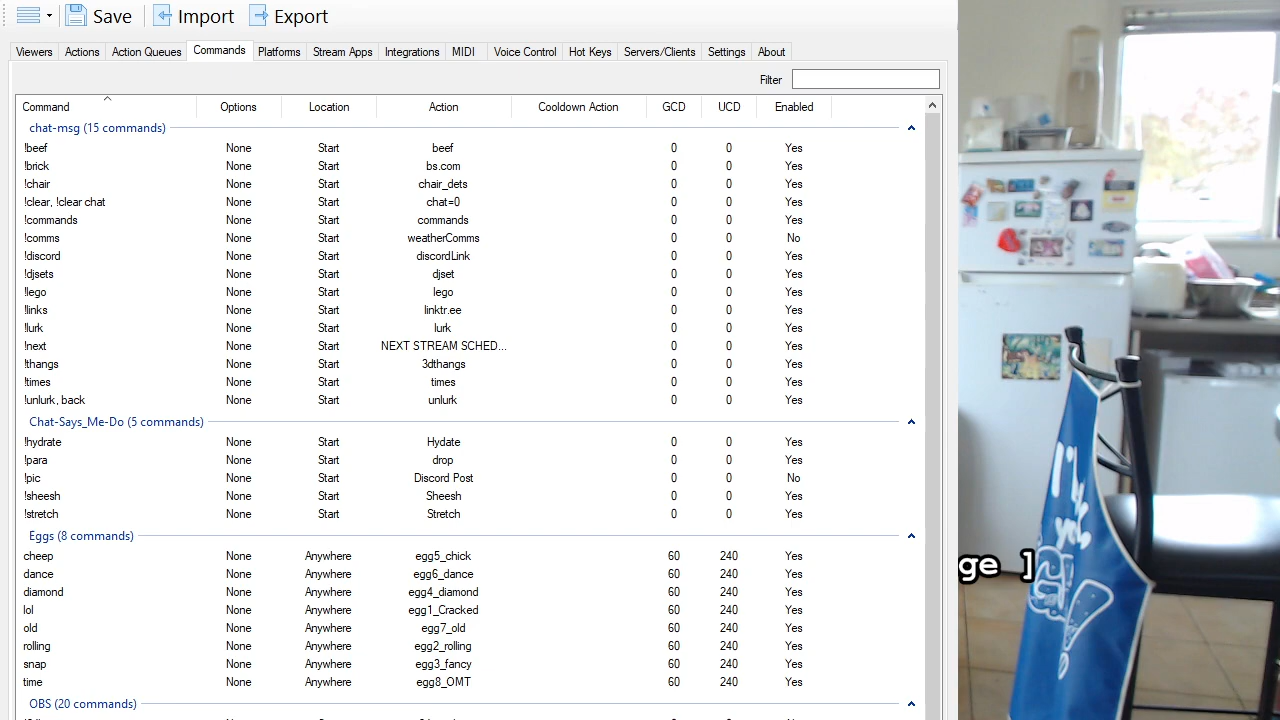 Save Import Export
Viewers Actions Action Queues Commands Platforms Stream Apps Integrations MIDI Voice Control Hot Keys Servers/Clients Settings About
Filter
Command Options Location Action Cooldown Action GCD UCD Enabled
chat-msg (15 commands)
!beef None Start beef 0 0 Yes
!brick None Start bs.com 0 0 Yes
!chair None Start chair_dets 0 0 Yes
!clear, !clear chat None Start chat=0 0 0 Yes
!commands None Start commands 0 0 Yes
!comms None Start weatherComms 0 0 No
!discord None Start 0 0 Yes
!djsets None Start djset 0 0 Yes
!lego None Start lego 0 0 Yes
!links None Start linktr.ee 0 0 Yes
!lurk None Start lurk 0 0 Yes
!next None Start NEXT STREAM SCHED... 0 0 Yes
!thangs None Start 3dthangs 0 0 Yes
!times None Start times 0 0 Yes
!unlurk, back None Start unlurk 0 0 Yes
Chat-Says_Me-Do (5 commands)
!hydrate None Start Hydate 0 0 Yes
!para None Start drop 0 0 Yes
!pic None Start Discord Post 0 0 No
!sheesh None Start Sheesh 0 0 Yes
!stretch None Start Stretch 0 0 Yes
Eggs (8 commands)
cheep None Anywhere egg5_chick 60 240 Yes
dance None Anywhere egg6_dance 60 240 Yes
diamond None Anywhere egg4_diamond 60 240 Yes
lol None Anywhere egg1_Cracked 60 240 Yes
old None Anywhere egg7_old 60 240 Yes
rolling None Anywhere egg2_rolling 60 240 Yes
snap None Anywhere egg3_fancy 60 240 Yes
time None Anywhere egg8_OMT 60 240 Yes
OBS (20 commands)
ge ]